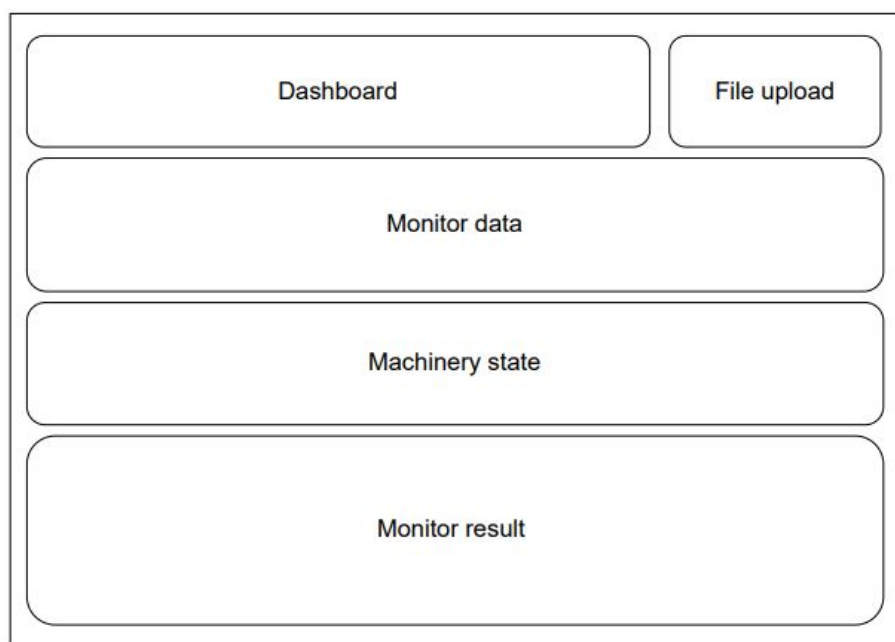 Dashboard
File upload
Monitor data
Machinery state
Monitor result